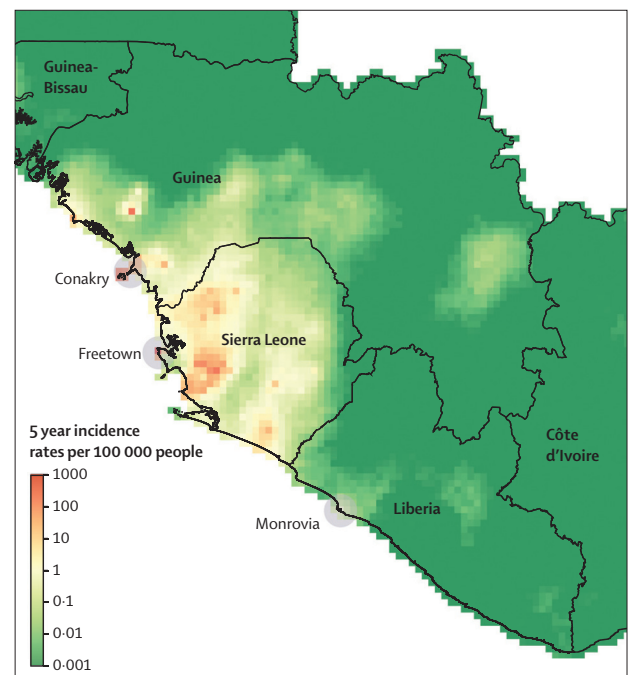 Guinea-
Bissau
Guinea
Conakry
Freetown
Sierra Leone
5 year incidence
rates per 100 000 people
1000
100
10
1
0·1
0·01
0·001
Côte
d’Ivoire
Liberia
Monrovia